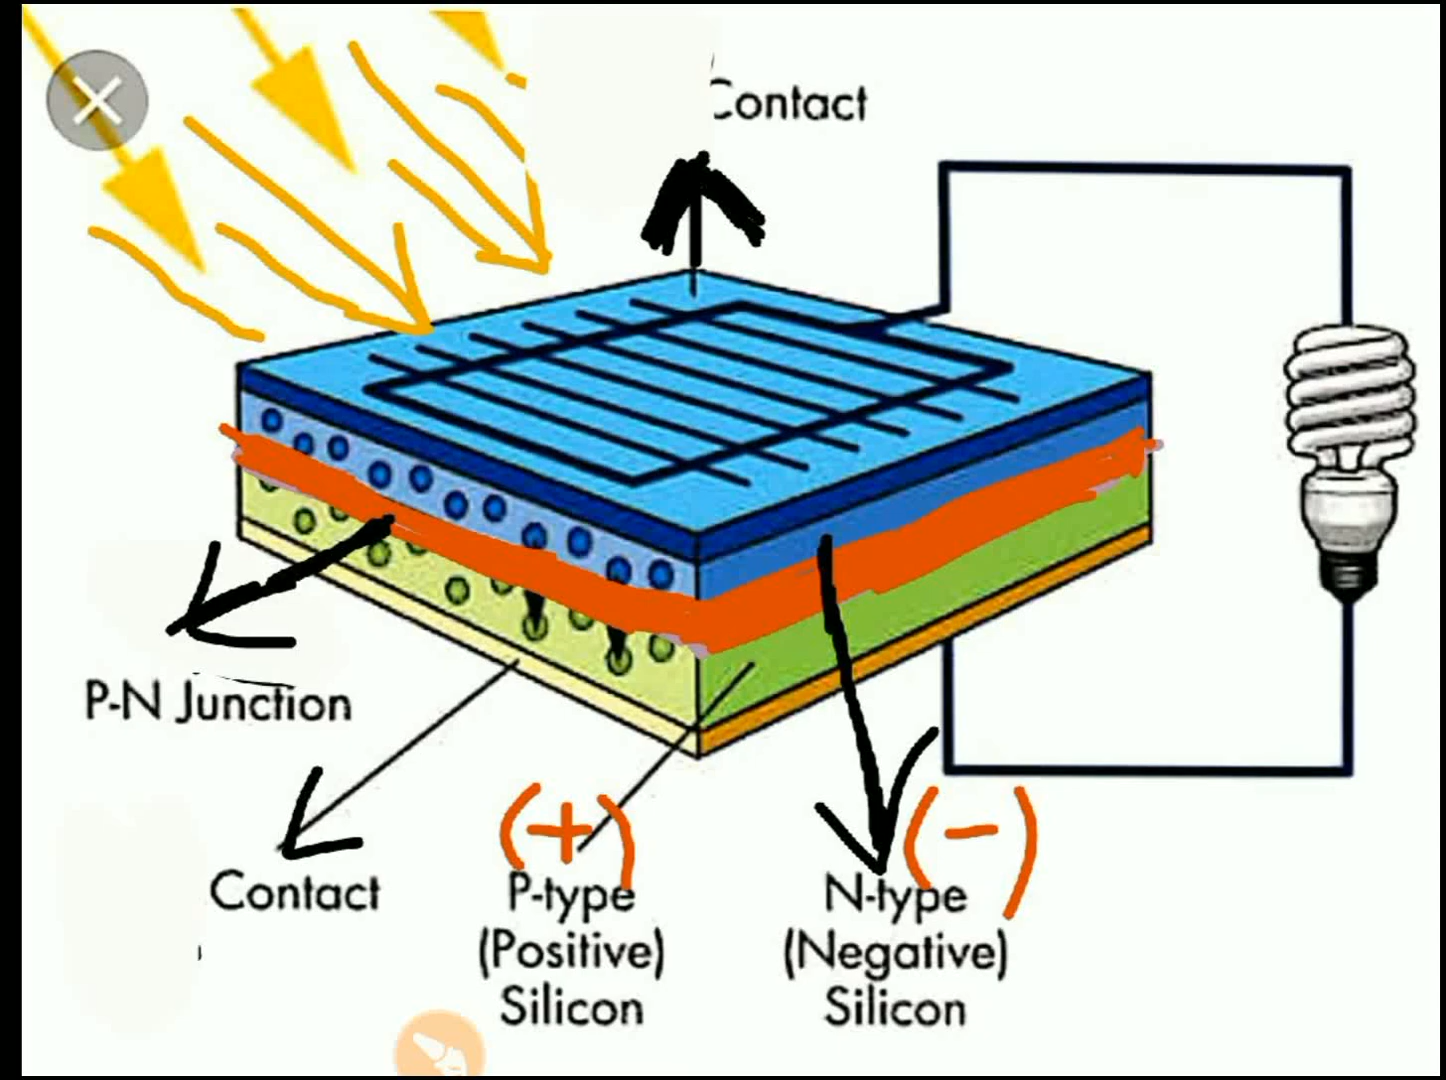 Contact
P-N Junction
Contact
(+)
P-type
(Positive)
Silicon
(-)
N-type
(Negative)
Silicon